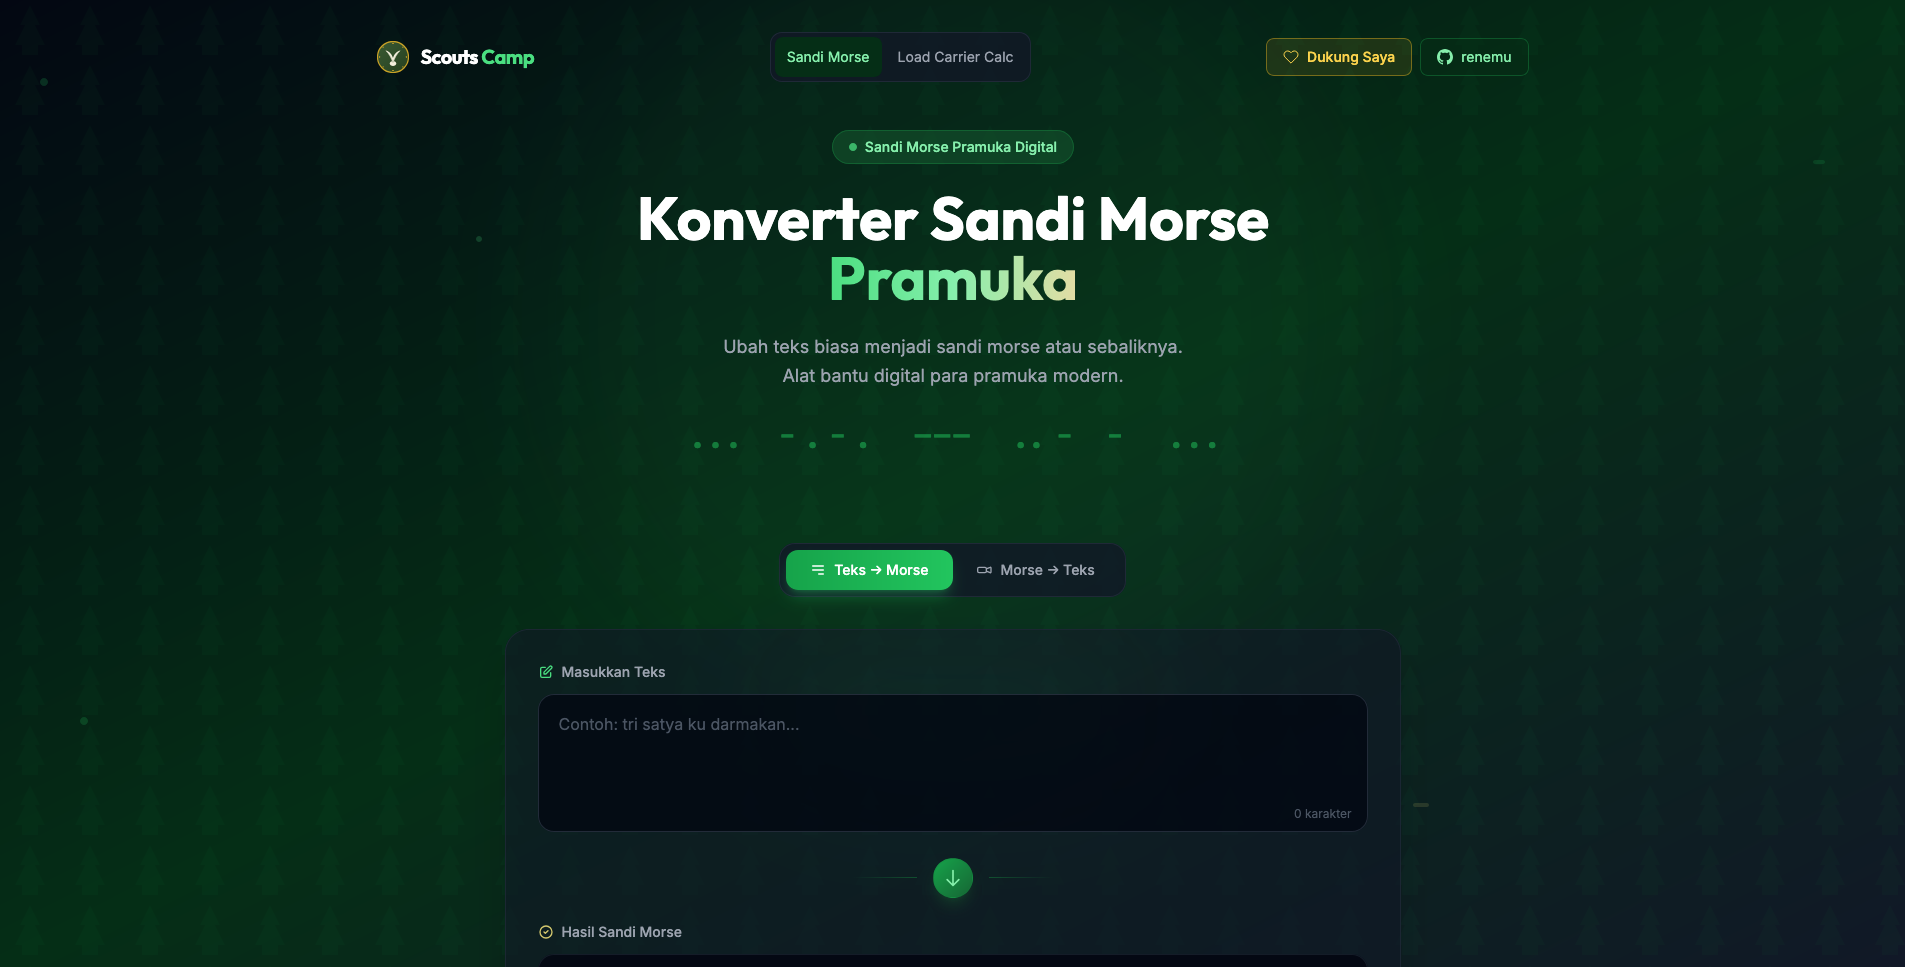 Scouts Camp
Sandi Morse
Load Carrier Calc
Dukung Saya
renemu
Sandi Morse Pramuka Digital
Konverter Sandi Morse
Pramuka
Ubah teks biasa menjadi sandi morse atau sebaliknya.
Alat bantu digital para pramuka modern.
... -.-. --- ..- - ...
Teks → Morse
Morse → Teks
Masukkan Teks
Contoh: tri satya ku darmakan...
0 karakter
Hasil Sandi Morse